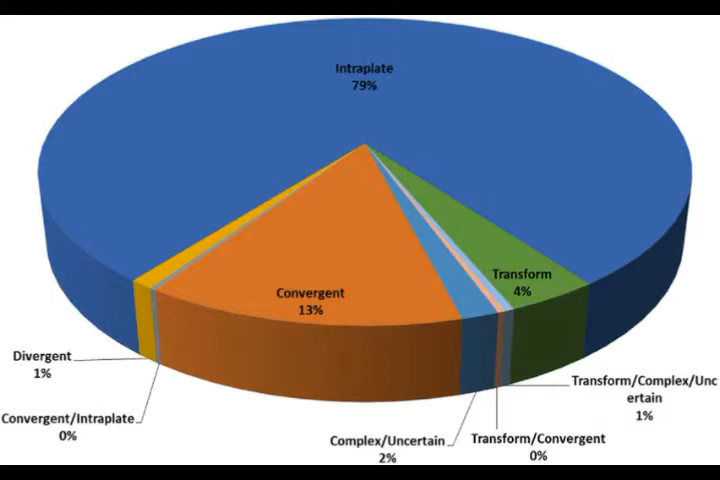 Intraplate
79%
Transform
4%
Convergent
13%
Divergent
1%
Transform/Complex/Unc
ertain
1%
Convergent/Intraplate
0%
Complex/Uncertain
2%
Transform/Convergent
0%